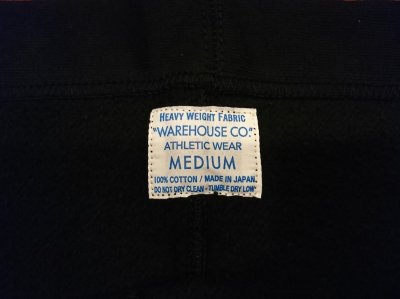 HEAVY WEIGHT FABRIC
"WAREHOUSE CO."
ATHLETIC WEAR
MEDIUM
100% COTTON / MADE IN JAPAN.
DO NOT DRY CLEAN - TUMBLE DRY LOW